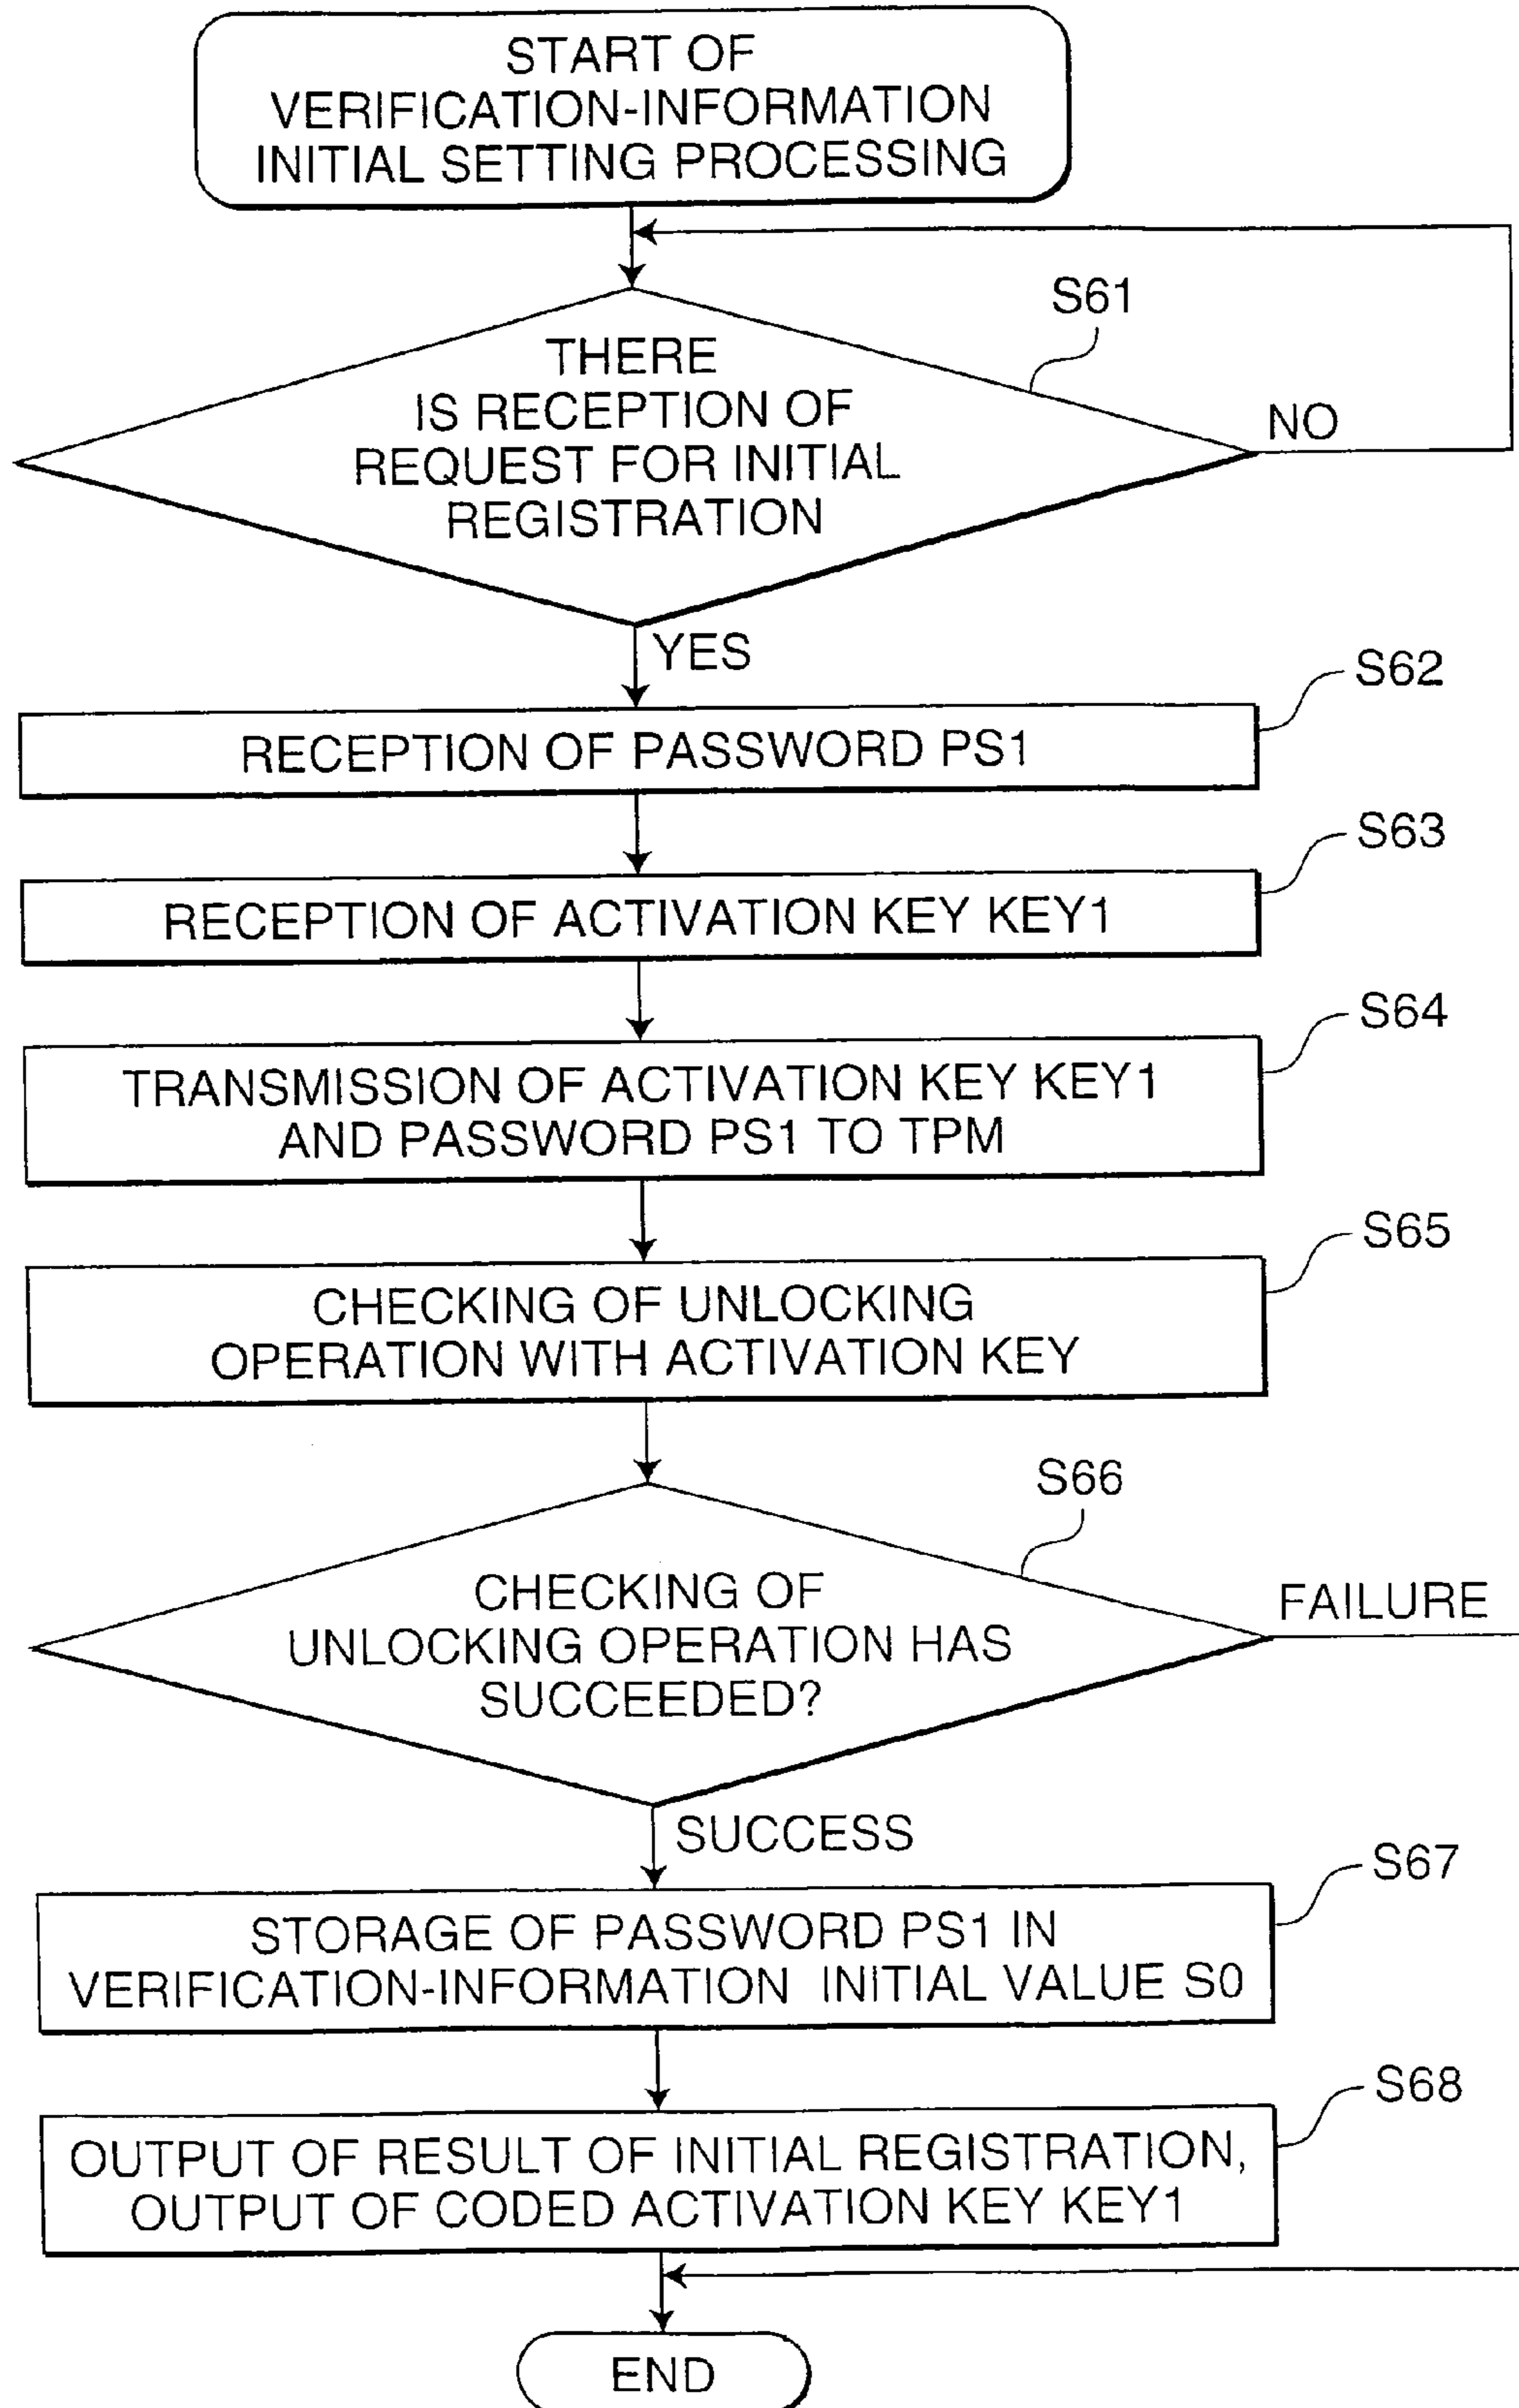 START OF
VERIFICATION-INFORMATION
INITIAL SETTING PROCESSING
S61
THERE
IS RECEPTION OF
REQUEST FOR INITIAL
REGISTRATION
NO
YES
S62
RECEPTION OF PASSWORD PS1
S63
RECEPTION OF ACTIVATION KEY KEY1
S64
TRANSMISSION OF ACTIVATION KEY KEY1
AND PASSWORD PS1 TO TPM
S65
CHECKING OF UNLOCKING
OPERATION WITH ACTIVATION KEY
S66
CHECKING OF
UNLOCKING OPERATION HAS
SUCCEEDED?
FAILURE
SUCCESS
S67
STORAGE OF PASSWORD PS1 IN
VERIFICATION-INFORMATION INITIAL VALUE S0
S68
OUTPUT OF RESULT OF INITIAL REGISTRATION,
OUTPUT OF CODED ACTIVATION KEY KEY1
END